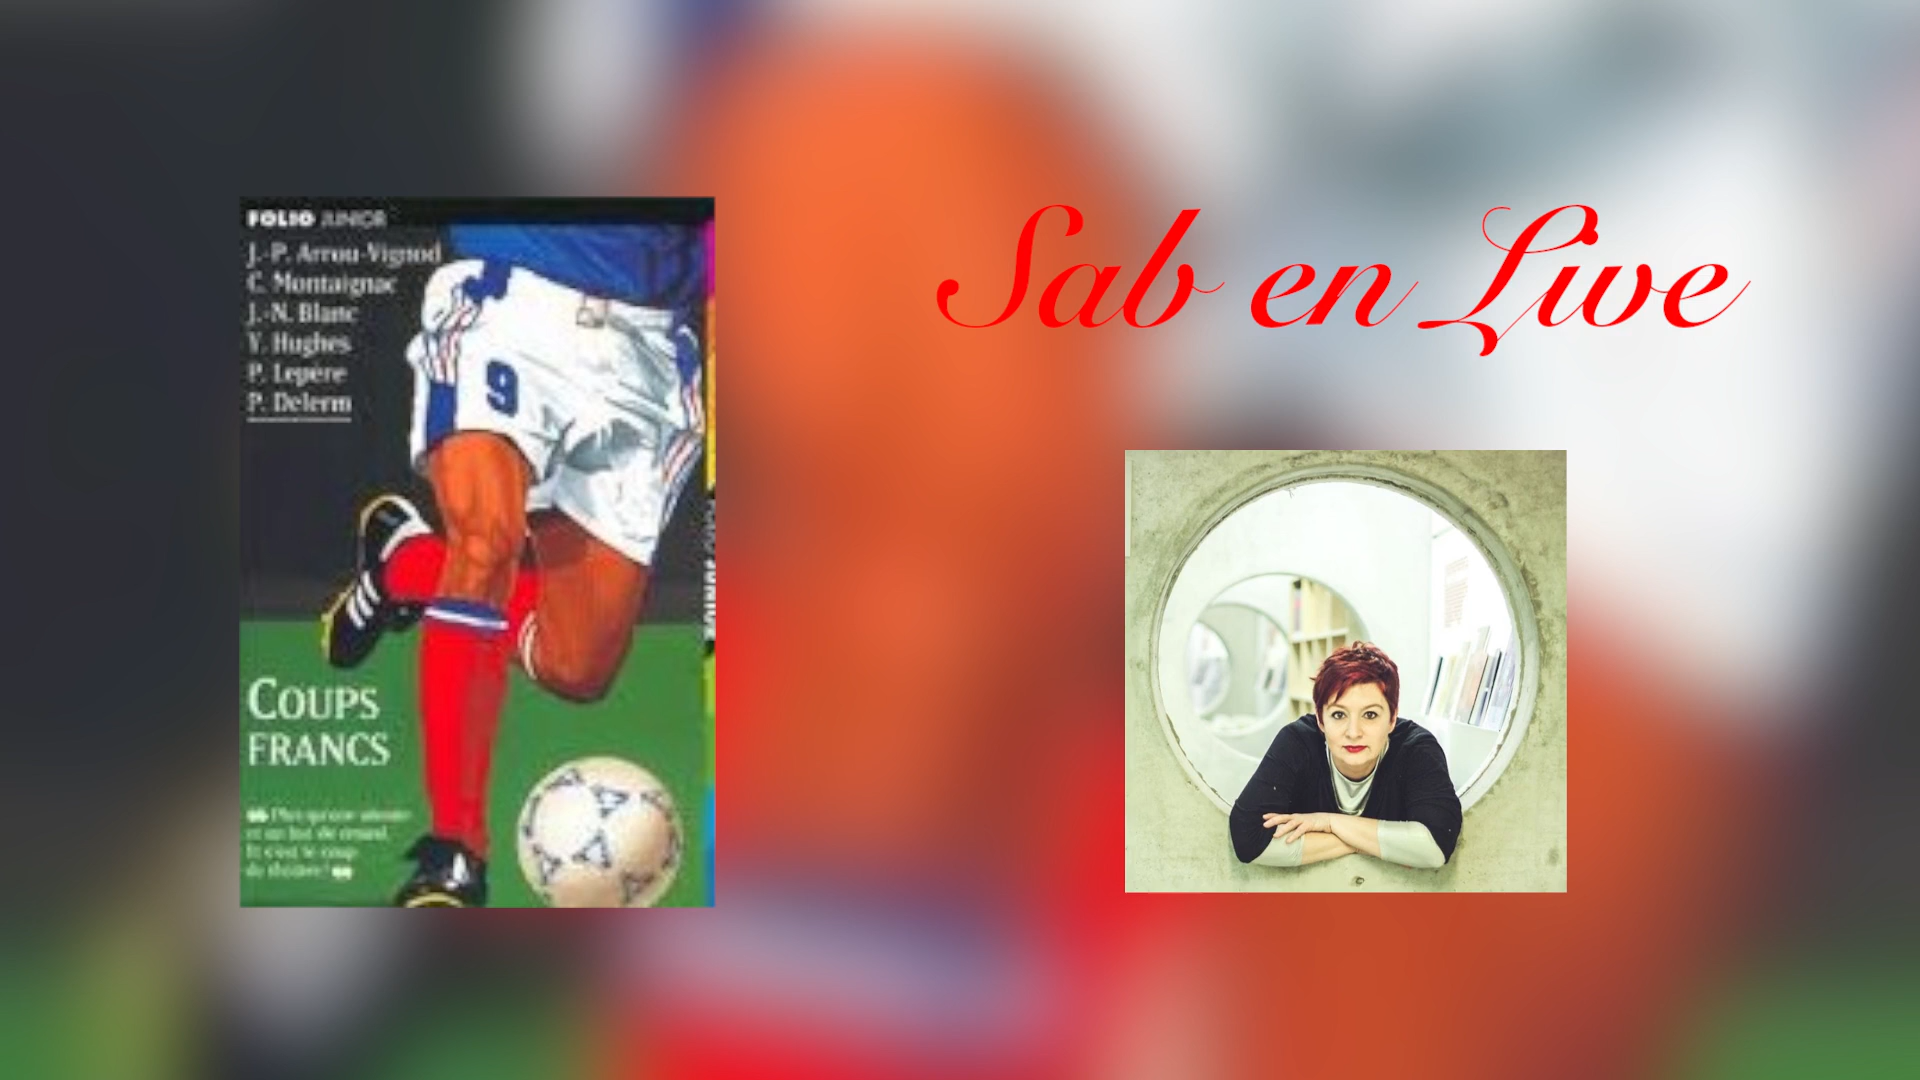 FOLIO JUNIOR
J.-P. Arrou-Vignod
C. Montaignac
J.-N. Blanc
Y. Hughes
P. Lepère
P. Delerm
9
COUPS
FRANCS
Sab en Live